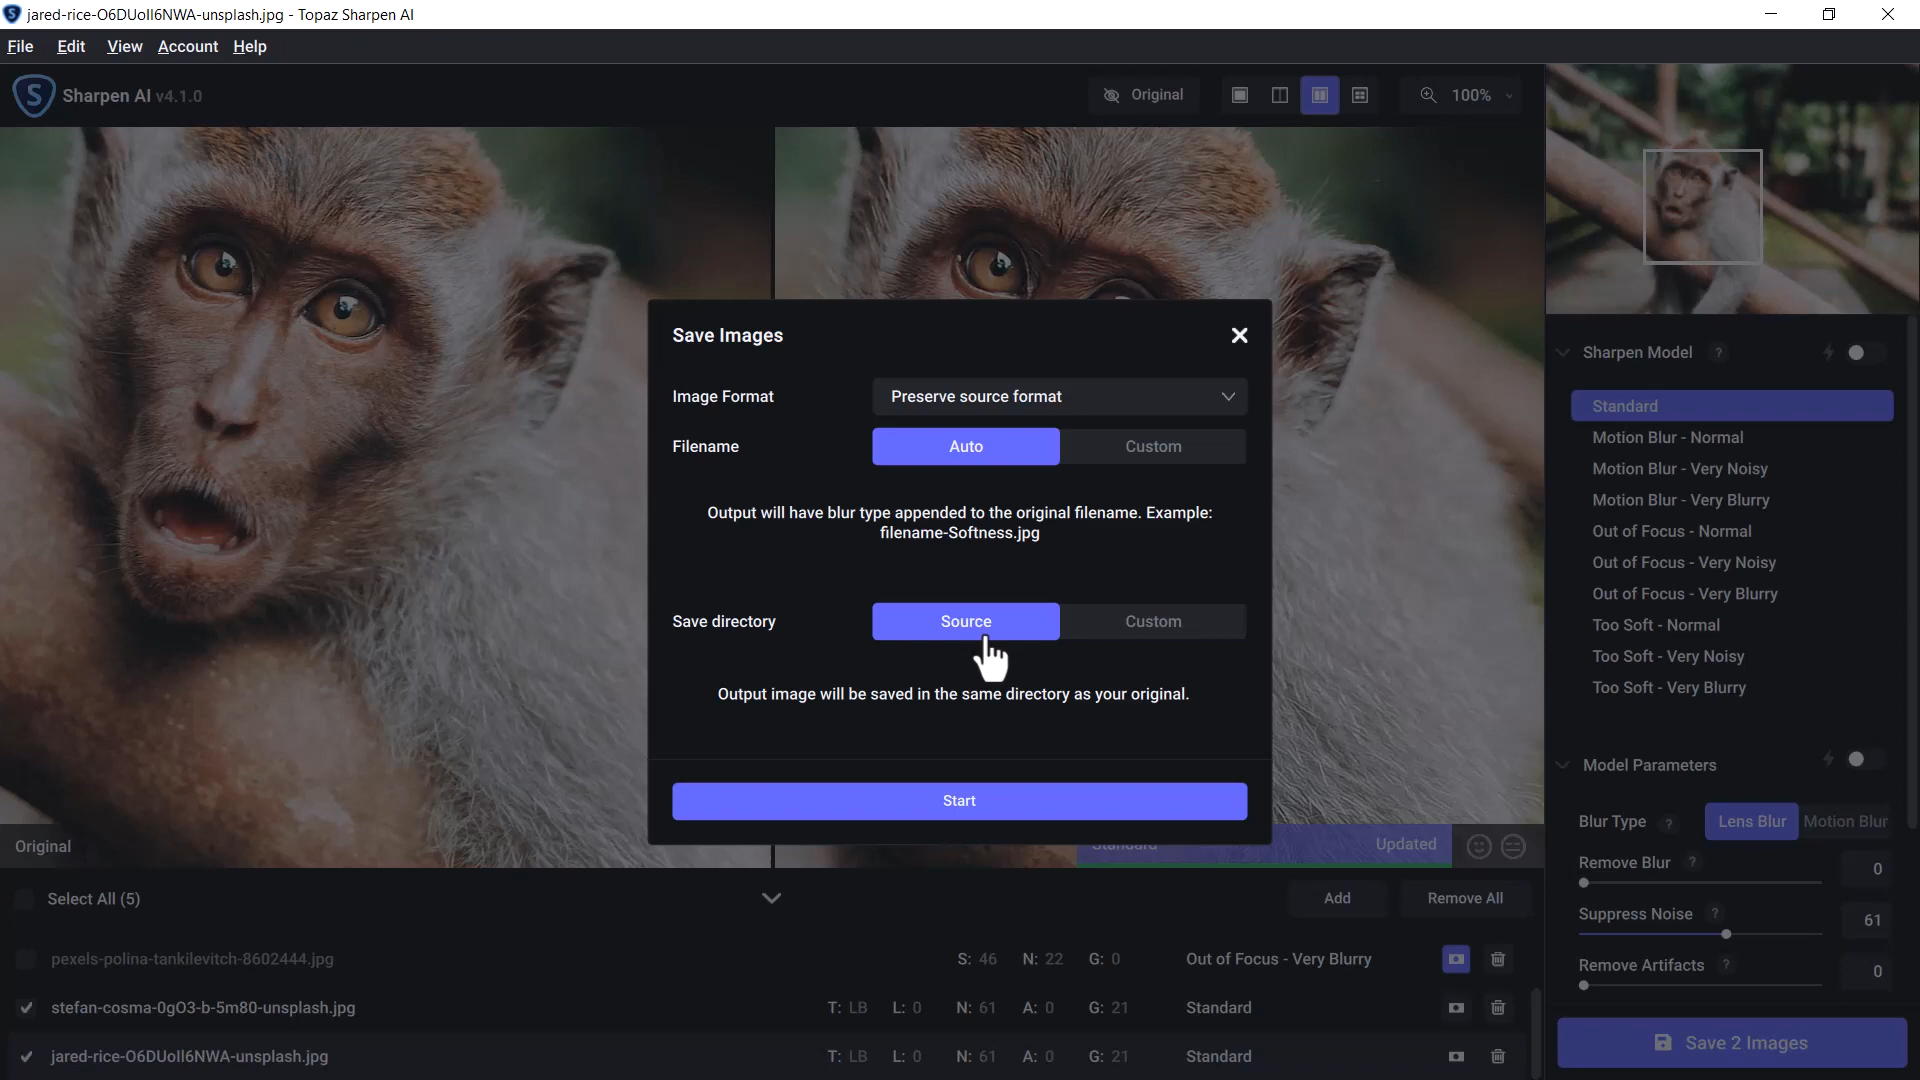 jared-rice-O6DUoII6NWA-unsplash.jpg - Topaz Sharpen AI
File Edit View Account Help
Sharpen AI v4.1.0
Original
100%
Sharpen Model ?
Standard
Motion Blur - Normal
Motion Blur - Very Noisy
Motion Blur - Very Blurry
Out of Focus - Normal
Out of Focus - Very Noisy
Out of Focus - Very Blurry
Too Soft - Normal
Too Soft - Very Noisy
Too Soft - Very Blurry
Model Parameters
Blur Type ? Lens Blur Motion Blur
Remove Blur ? 0
Suppress Noise ? 61
Remove Artifacts ? 0
Save 2 Images
Save Images
Image Format Preserve source format
Filename Auto Custom
Output will have blur type appended to the original filename. Example:
filename-Softness.jpg
Save directory Source Custom
Output image will be saved in the same directory as your original.
Start
Original
Standard Updated
Select All (5) Add Remove All
pexels-polina-tankilevitch-8602444.jpg S: 46 N: 22 G: 0 Out of Focus - Very Blurry
stefan-cosma-0gO3-b-5m80-unsplash.jpg T: LB L: 0 N: 61 A: 0 G: 21 Standard
jared-rice-O6DUoII6NWA-unsplash.jpg T: LB L: 0 N: 61 A: 0 G: 21 Standard